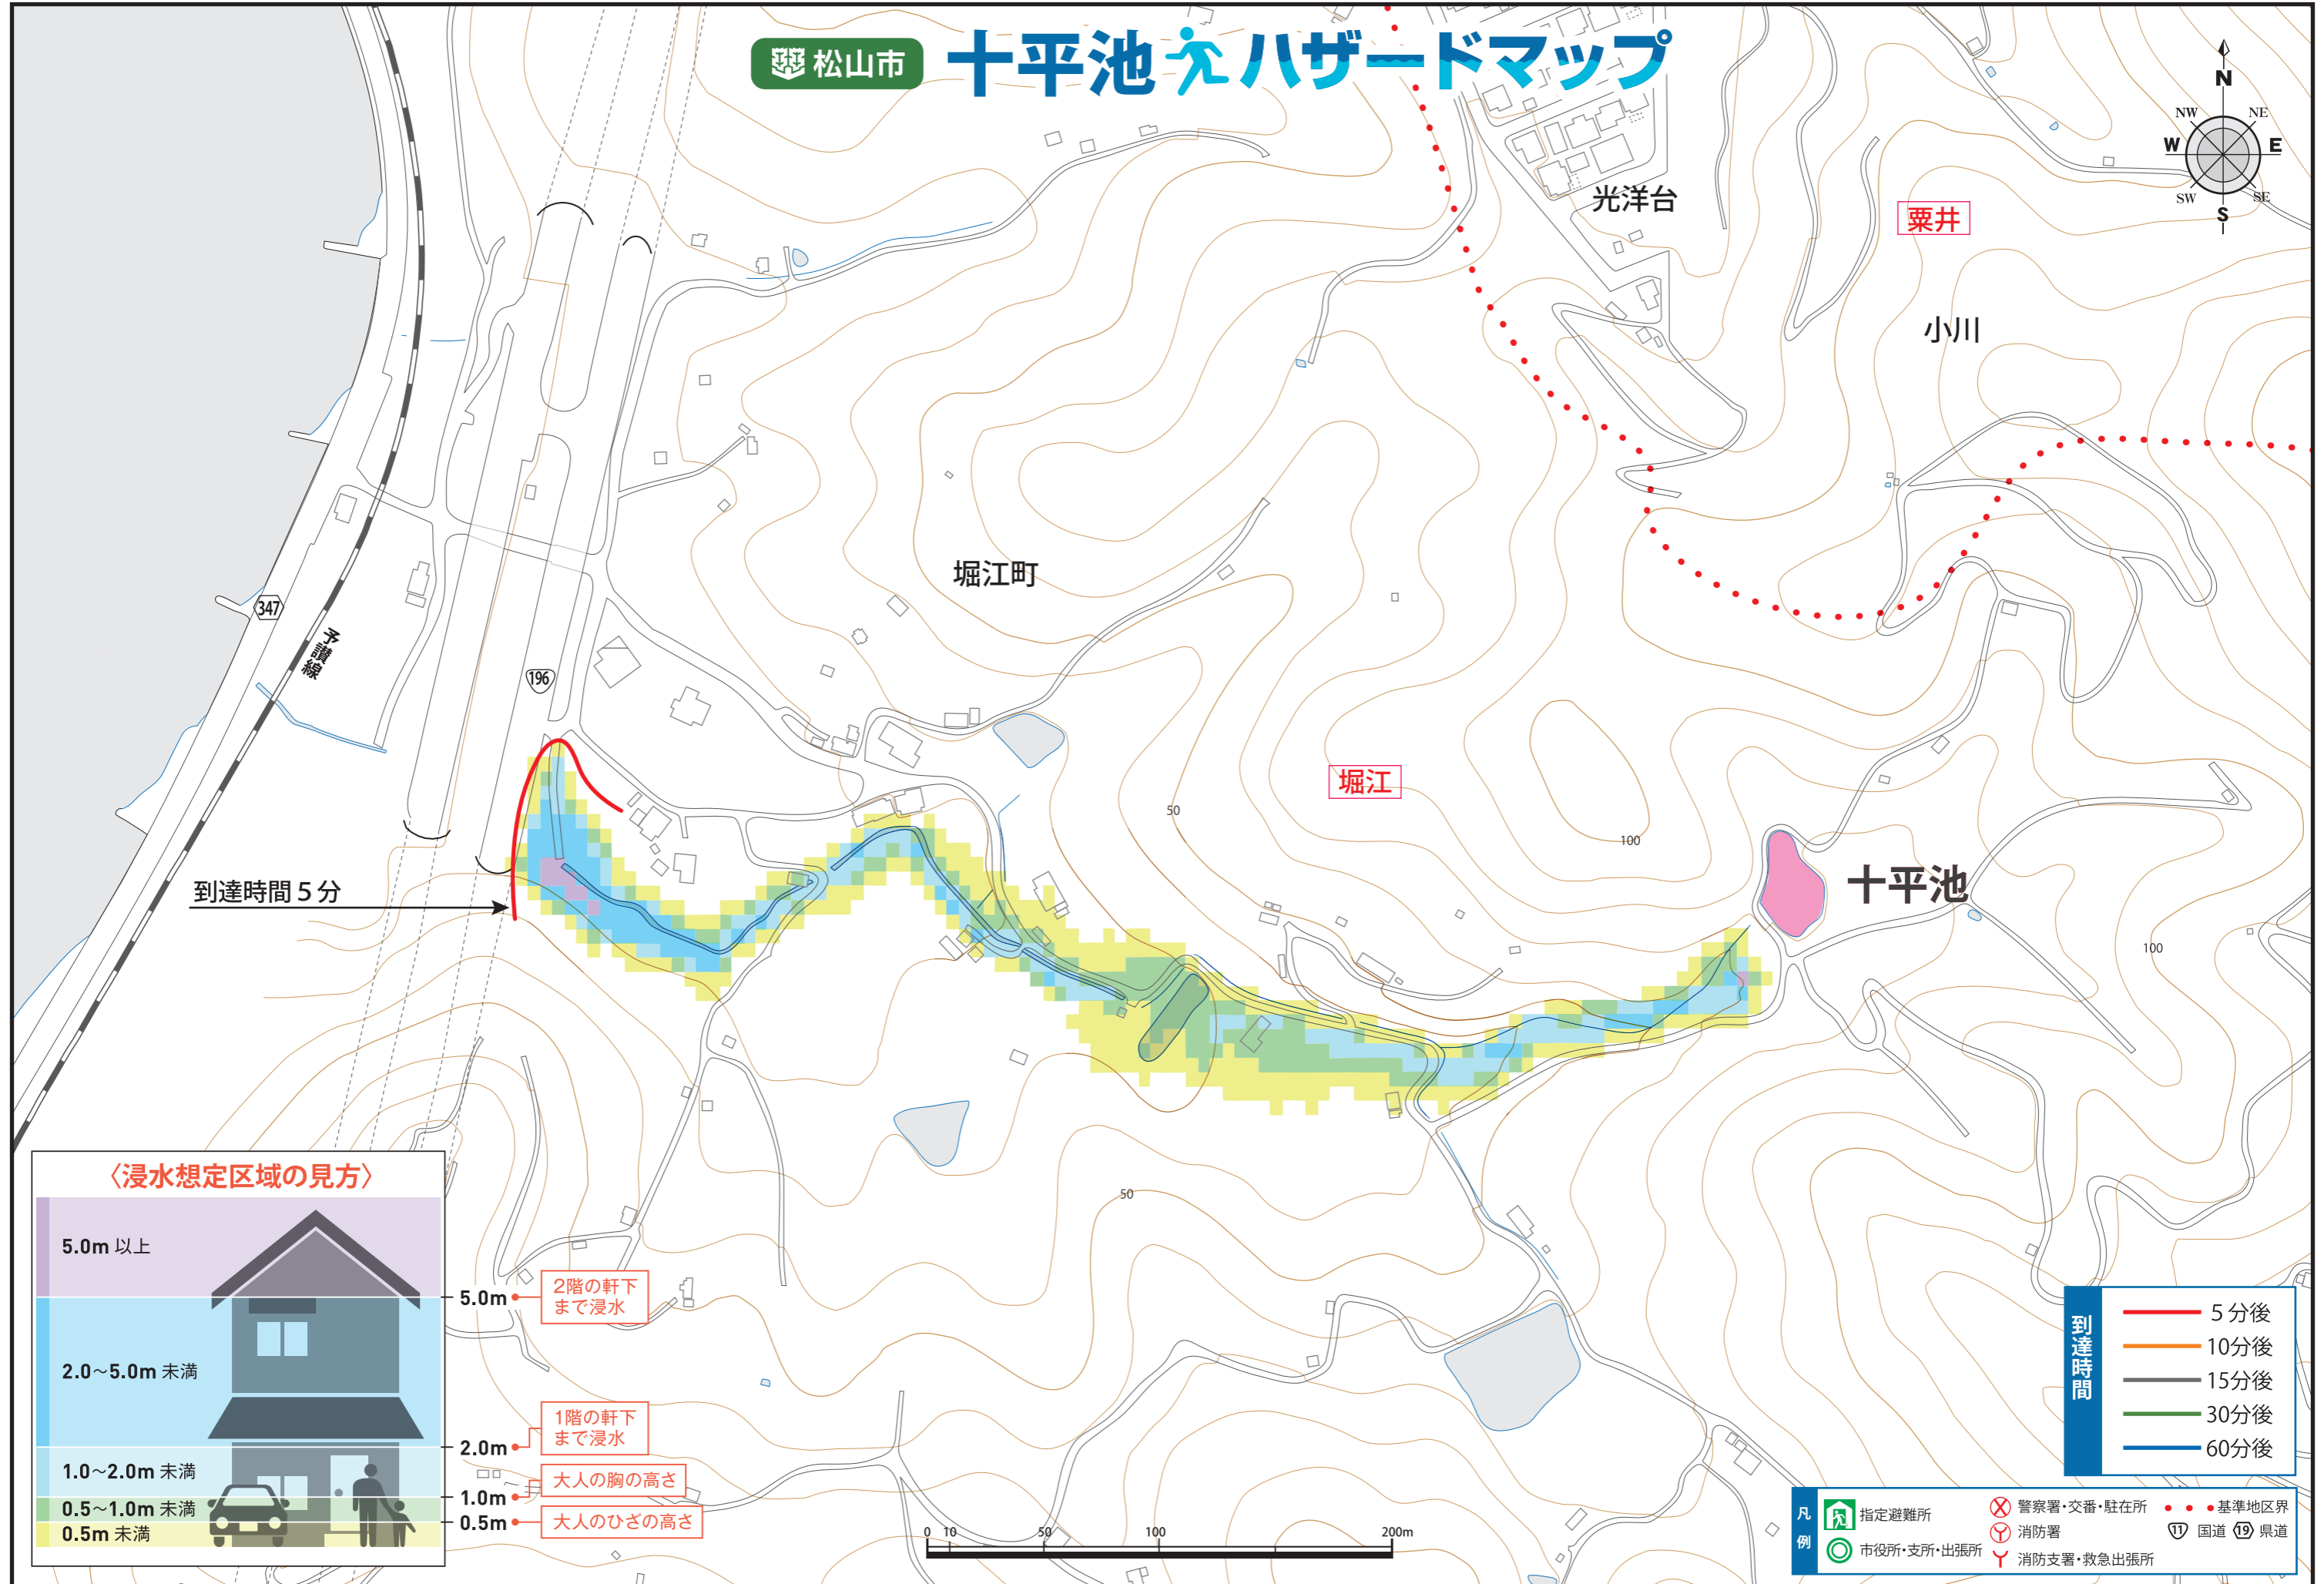 松山市 十平池ハザードマップ
N
NW NE
W E
SW SE
S
光洋台
粟井
小川
堀江町
347
予讃線
196
堀江
50
100
十平池
100
到達時間5分
50
〈浸水想定区域の見方〉
5.0m 以上
5.0m
2階の軒下
まで浸水
2.0〜5.0m 未満
2.0m
1階の軒下
まで浸水
1.0〜2.0m 未満
1.0m
大人の胸の高さ
0.5〜1.0m 未満
0.5m
大人のひざの高さ
0.5m 未満
0 10 50 100 200m
到達時間
5分後
10分後
15分後
30分後
60分後
凡例
指定避難所
市役所・支所・出張所
警察署・交番・駐在所
消防署
消防支署・救急出張所
基準地区界
11 国道 19 県道